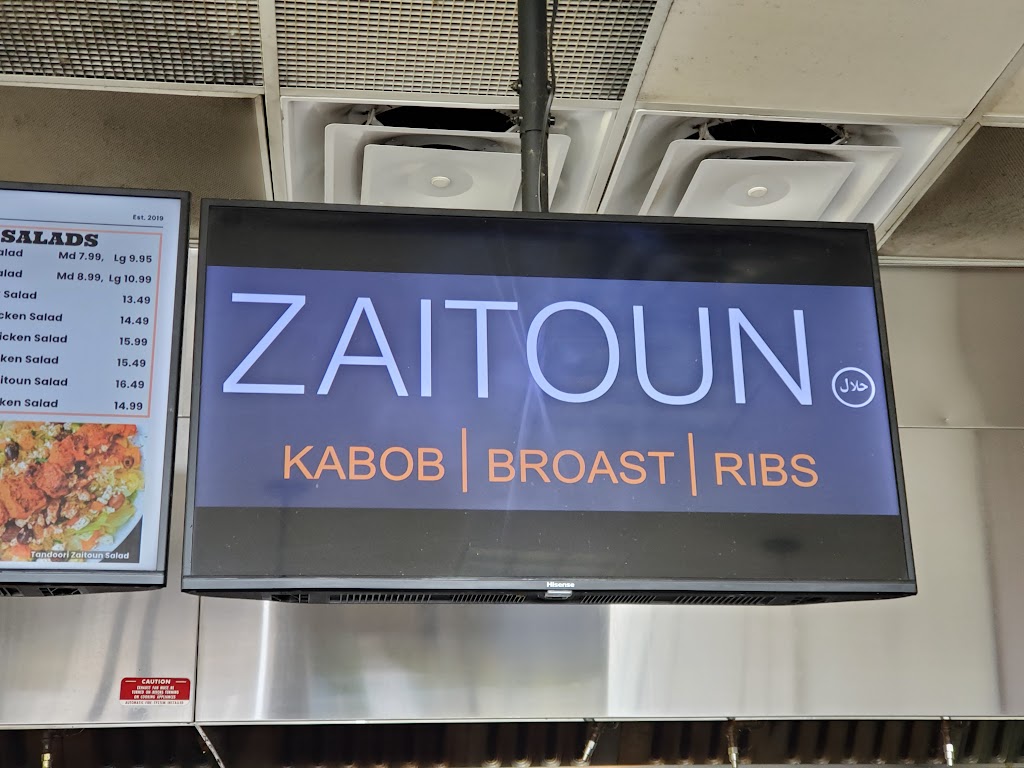 Est. 2019
SALADS
alad Md 7.99, Lg 9.95
alad Md 8.99, Lg 10.99
Salad 13.49
cken Salad 14.49
icken Salad 15.99
ken Salad 15.49
itoun Salad 16.49
ken Salad 14.99
Tandoori Zaitoun Salad
ZAITOUN
حلال
KABOB | BROAST | RIBS
Hisense
CAUTION